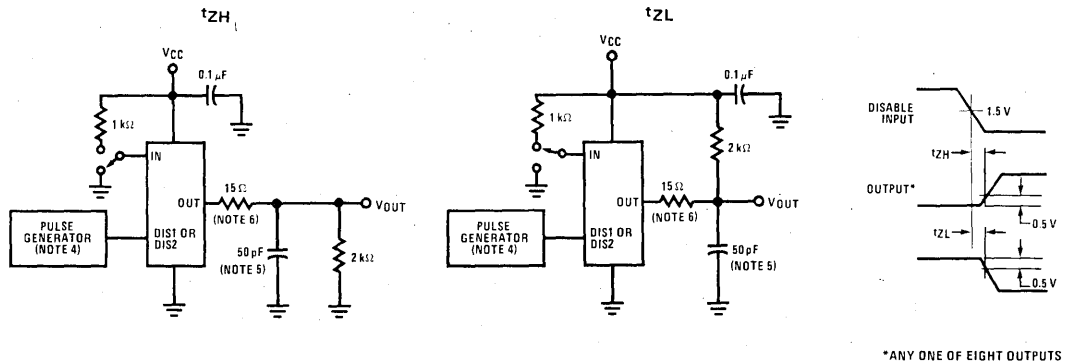 tZH
VCC
0.1 µF
1 kΩ
IN
OUT
15 Ω
(NOTE 6)
VOUT
PULSE
GENERATOR
(NOTE 4)
DIS1 OR
DIS2
50 pF
(NOTE 5)
2 kΩ
tZL
VCC
0.1 µF
1 kΩ
2 kΩ
IN
OUT
15 Ω
(NOTE 6)
VOUT
PULSE
GENERATOR
(NOTE 4)
DIS1 OR
DIS2
50 pF
(NOTE 5)
DISABLE
INPUT
1.5 V
tZH
OUTPUT*
0.5 V
tZL
0.5 V
*ANY ONE OF EIGHT OUTPUTS